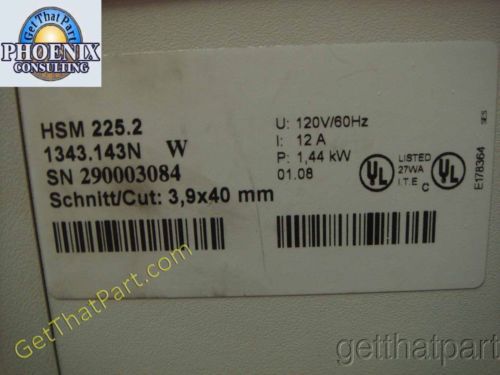 Get That Part
PHOENIX
CONSULTING
HSM 225.2
1343.143N W
SN 290003084
Schnitt/Cut: 3,9x40 mm
U: 120V/60Hz
I: 12 A
P: 1,44 kW
01.08
UL
LISTED
27WA
I.T.E
C
UL
E178364
SES
GetThatPart.com
getthatpart